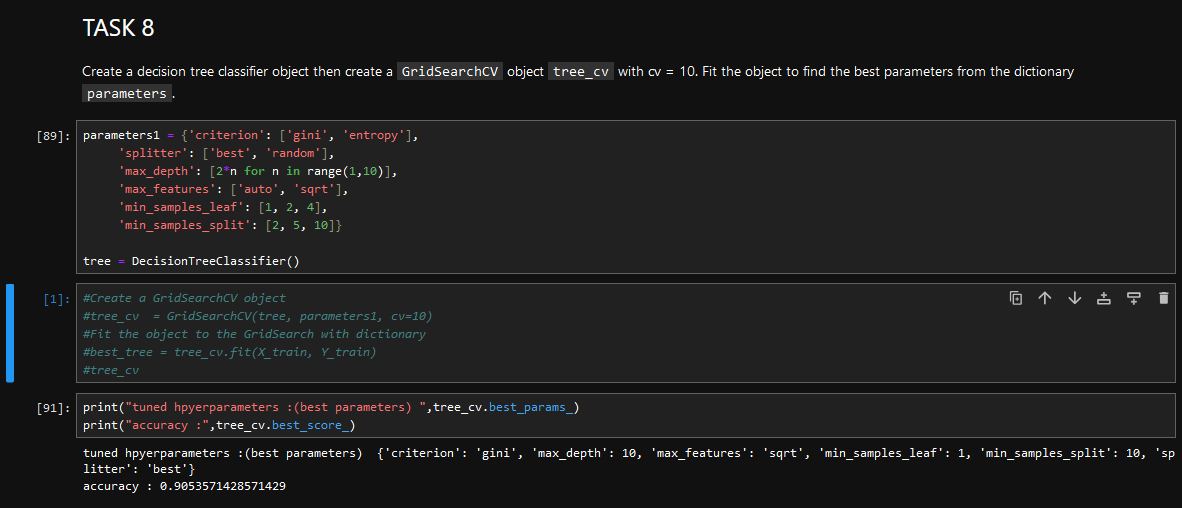 TASK 8
Create a decision tree classifier object then create a GridSearchCV object tree_cv with cv = 10. Fit the object to find the best parameters from the dictionary
parameters .
[89]: parameters1 = {'criterion': ['gini', 'entropy'],
'splitter': ['best', 'random'],
'max_depth': [2*n for n in range(1,10)],
'max_features': ['auto', 'sqrt'],
'min_samples_leaf': [1, 2, 4],
'min_samples_split': [2, 5, 10]}
tree = DecisionTreeClassifier()
[1]: #Create a GridSearchCV object
#tree_cv  = GridSearchCV(tree, parameters1, cv=10)
#Fit the object to the GridSearch with dictionary
#best_tree = tree_cv.fit(X_train, Y_train)
#tree_cv
[91]: print("tuned hpyerparameters :(best parameters) ",tree_cv.best_params_)
print("accuracy :",tree_cv.best_score_)
tuned hpyerparameters :(best parameters)  {'criterion': 'gini', 'max_depth': 10, 'max_features': 'sqrt', 'min_samples_leaf': 1, 'min_samples_split': 10, 'sp
litter': 'best'}
accuracy : 0.9053571428571429